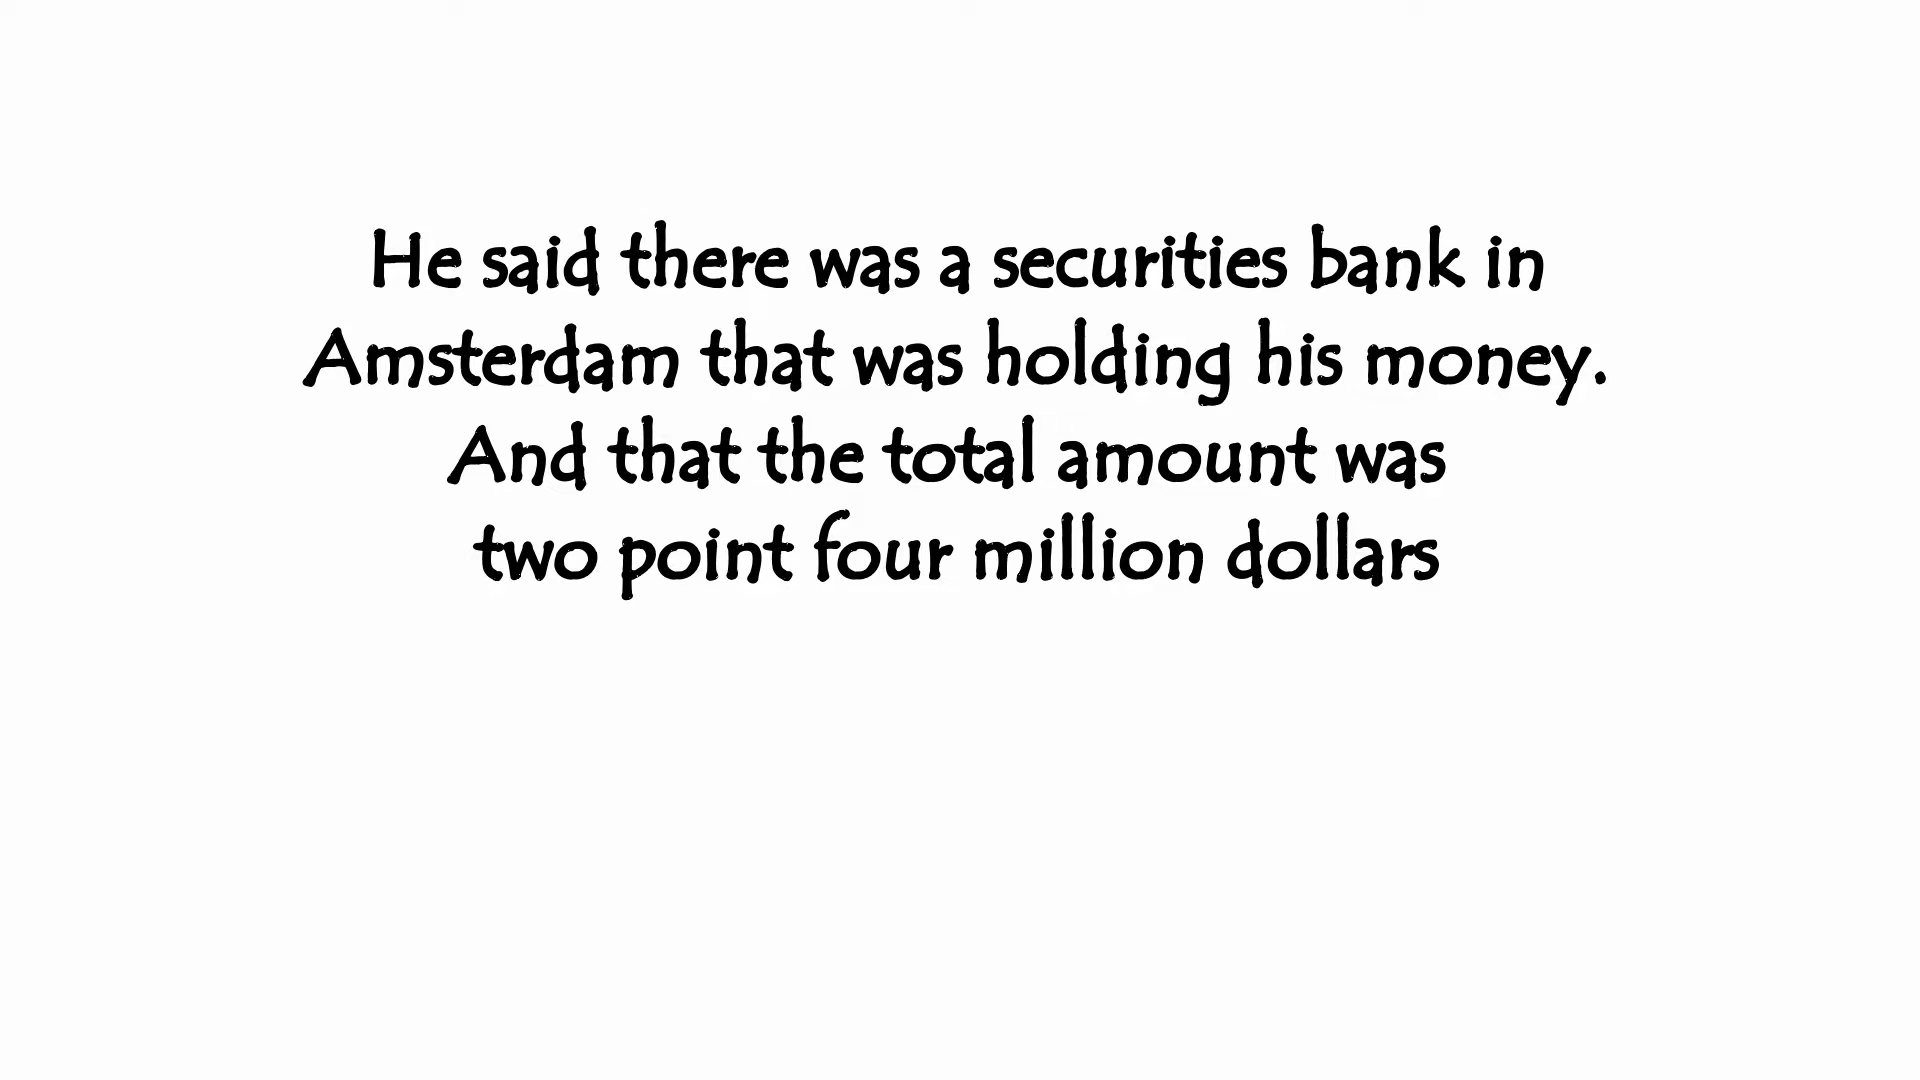 He said there was a securities bank in
Amsterdam that was holding his money.
And that the total amount was
two point four million dollars